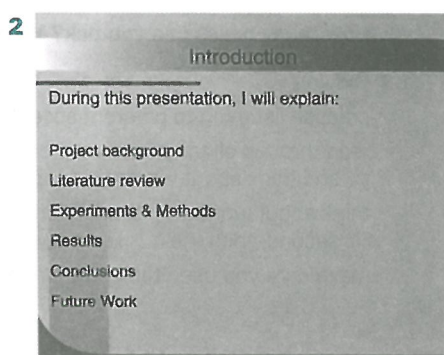 2
Introduction
During this presentation, I will explain:
Project background
Literature review
Experiments & Methods
Results
Conclusions
Future Work